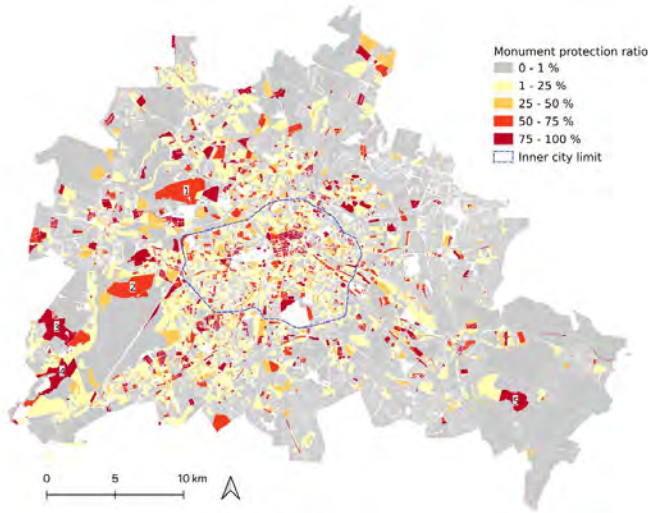 Monument protection ratio
0 - 1 %
1 - 25 %
25 - 50 %
50 - 75 %
75 - 100 %
Inner city limit
1
2
3
4
5
0 5 10 km